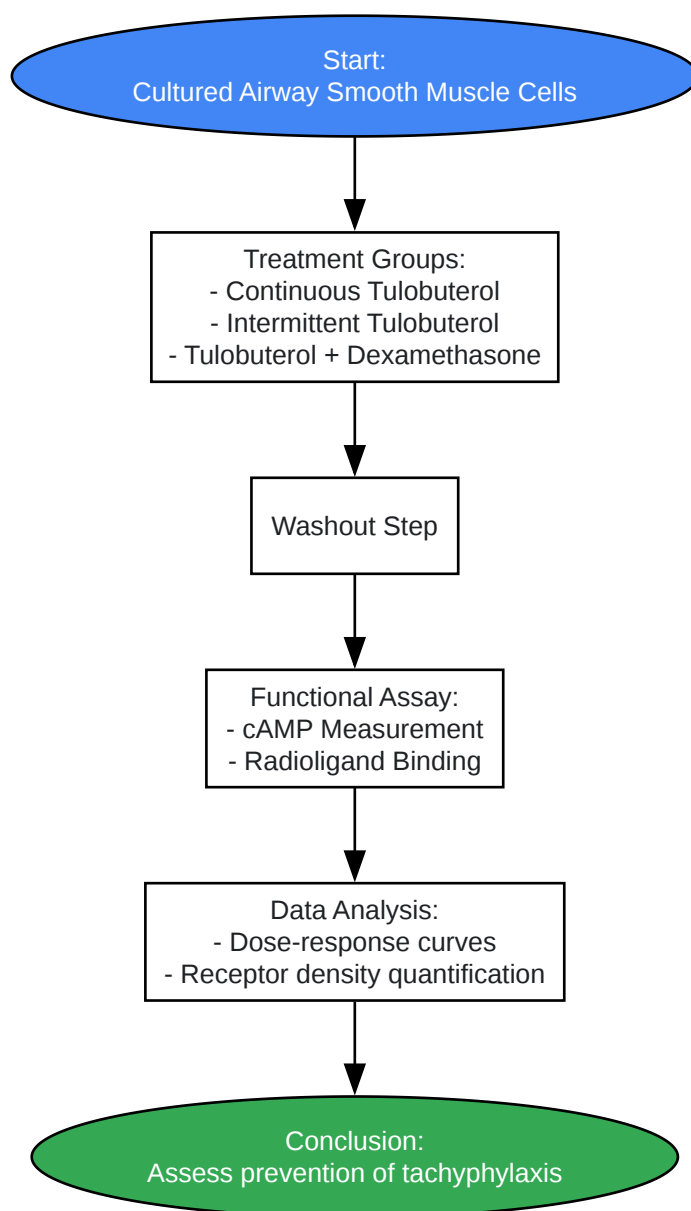 Start:
Cultured Airway Smooth Muscle Cells
Treatment Groups:
- Continuous Tulobuterol
- Intermittent Tulobuterol
- Tulobuterol + Dexamethasone
Washout Step
Functional Assay:
- cAMP Measurement
- Radioligand Binding
Data Analysis:
- Dose-response curves
- Receptor density quantification
Conclusion:
Assess prevention of tachyphylaxis